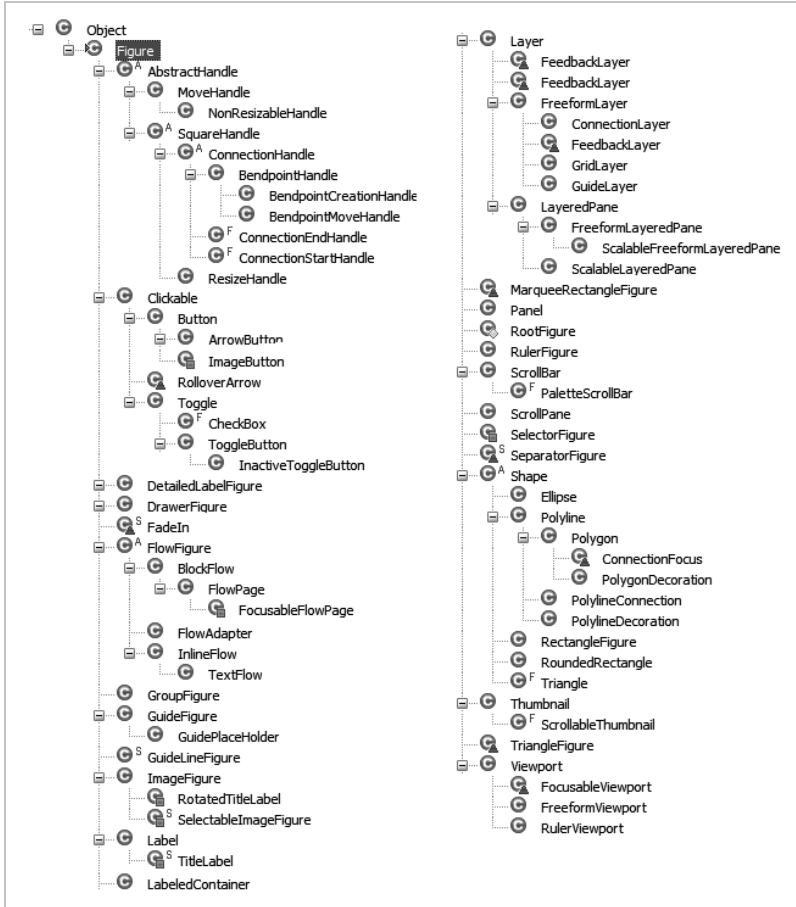 Object
Figure
A AbstractHandle
MoveHandle
NonResizableHandle
A SquareHandle
A ConnectionHandle
BendpointHandle
BendpointCreationHandle
BendpointMoveHandle
F ConnectionEndHandle
F ConnectionStartHandle
ResizeHandle
Clickable
Button
ArrowButton
ImageButton
RolloverArrow
Toggle
F CheckBox
ToggleButton
InactiveToggleButton
DetailedLabelFigure
DrawerFigure
S FadeIn
A FlowFigure
BlockFlow
FlowPage
FocusableFlowPage
FlowAdapter
InlineFlow
TextFlow
GroupFigure
GuideFigure
GuidePlaceHolder
S GuideLineFigure
ImageFigure
RotatedTitleLabel
S SelectableImageFigure
Label
S TitleLabel
LabeledContainer
Layer
FeedbackLayer
FeedbackLayer
FreeformLayer
ConnectionLayer
FeedbackLayer
GridLayer
GuideLayer
LayeredPane
FreeformLayeredPane
ScalableFreeformLayeredPane
ScalableLayeredPane
MarqueeRectangleFigure
Panel
RootFigure
RulerFigure
ScrollBar
F PaletteScrollBar
ScrollPane
SelectorFigure
S SeparatorFigure
A Shape
Ellipse
Polyline
Polygon
ConnectionFocus
PolygonDecoration
PolylineConnection
PolylineDecoration
RectangleFigure
RoundedRectangle
F Triangle
Thumbnail
F ScrollableThumbnail
TriangleFigure
Viewport
FocusableViewport
FreeformViewport
RulerViewport